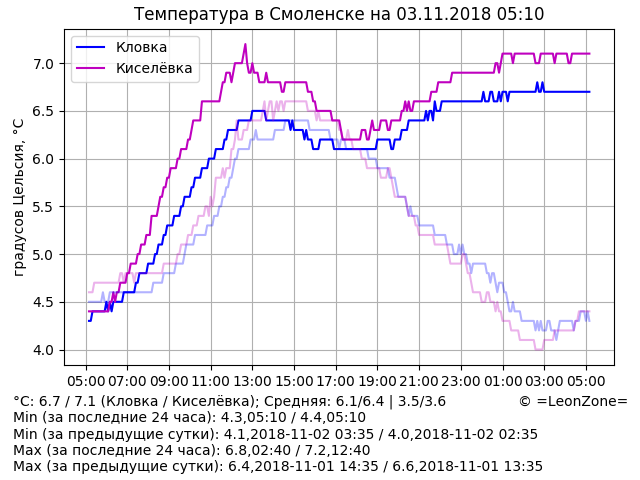 Температура в Смоленске на 03.11.2018 05:10
Кловка
Киселёвка
градусов Цельсия, °C
7.0
6.5
6.0
5.5
5.0
4.5
4.0
05:00 07:00 09:00 11:00 13:00 15:00 17:00 19:00 21:00 23:00 01:00 03:00 05:00
°C: 6.7 / 7.1 (Кловка / Киселёвка); Средняя: 6.1/6.4 | 3.5/3.6 © =LeonZone=
Min (за последние 24 часа): 4.3,05:10 / 4.4,05:10
Min (за предыдущие сутки): 4.1,2018-11-02 03:35 / 4.0,2018-11-02 02:35
Max (за последние 24 часа): 6.8,02:40 / 7.2,12:40
Max (за предыдущие сутки): 6.4,2018-11-01 14:35 / 6.6,2018-11-01 13:35